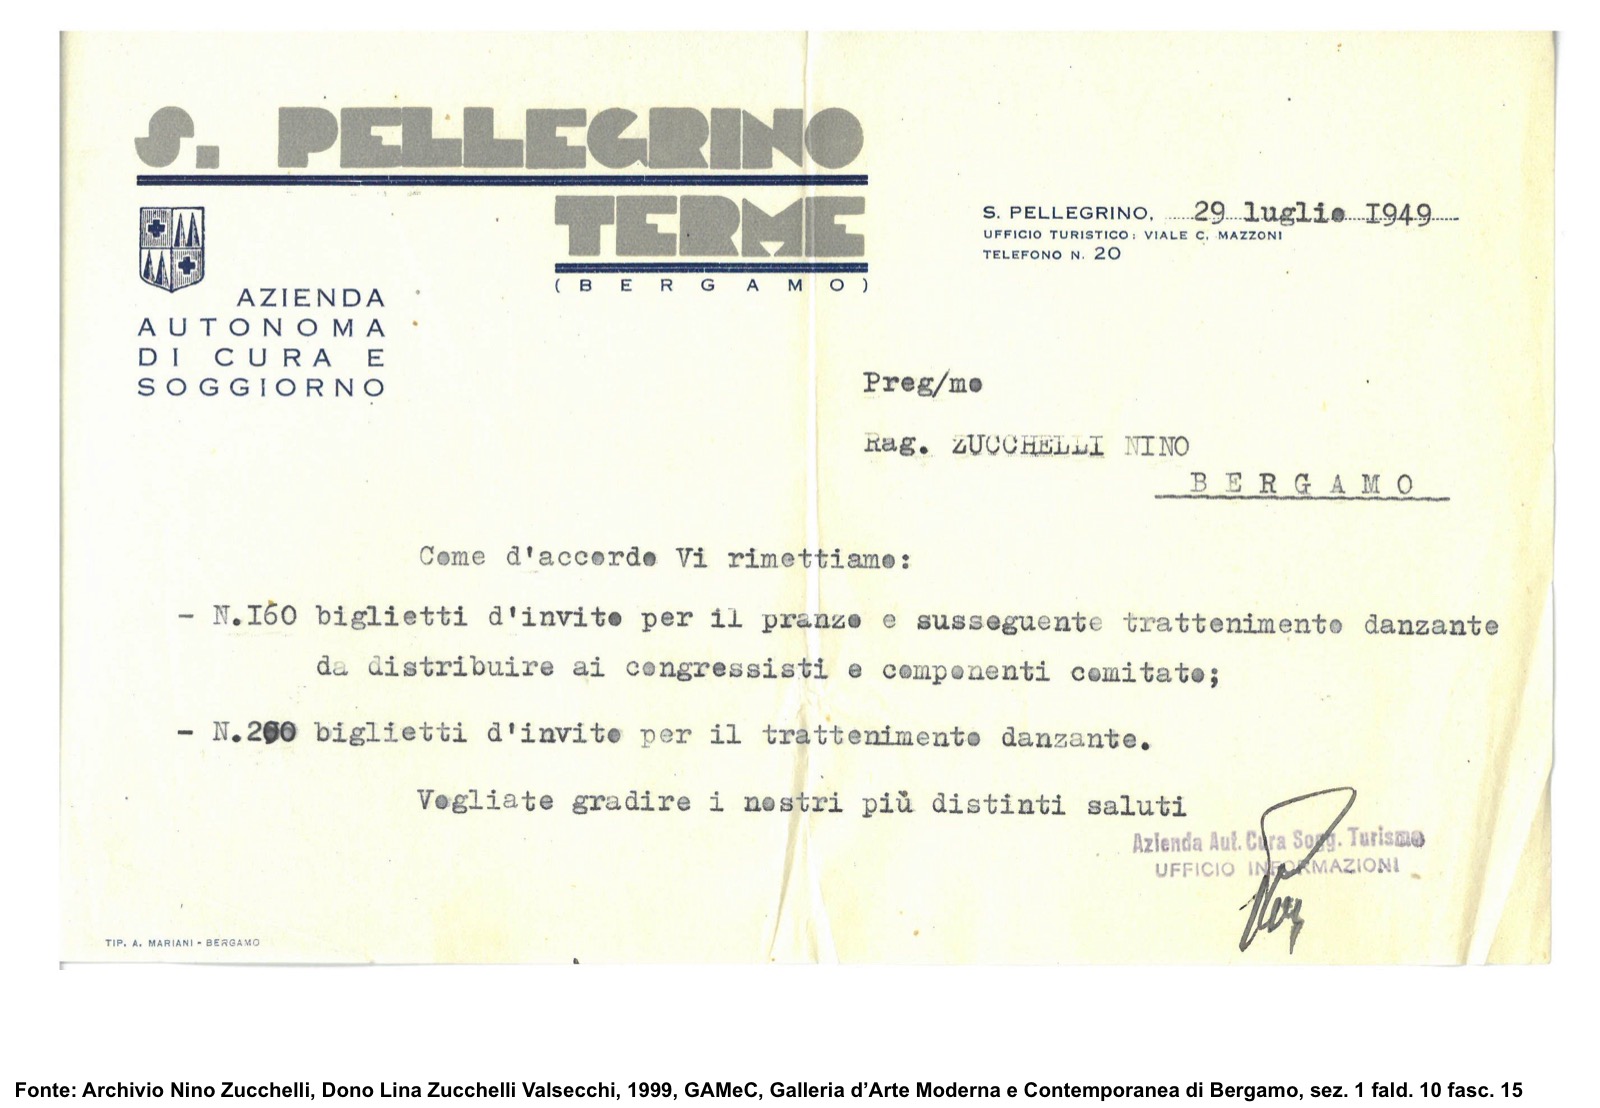 S. PELLEGRINO
TERME
(BERGAMO)
AZIENDA
AUTONOMA
DI CURA E
SOGGIORNO
S. PELLEGRINO, 29 luglio I949
UFFICIO TURISTICO: VIALE C. MAZZONI
TELEFONO N. 20
Preg/mo
Rag. ZUCCHELLI NINO
BERGAMO
Come d'accordo Vi rimettiamo:
- N.I60 biglietti d'invito per il pranzo e susseguente trattenimento danzante
da distribuire ai congressisti e componenti comitato;
- N.200 biglietti d'invito per il trattenimento danzante.
Vogliate gradire i nostri più distinti saluti
Azienda Aut. Cura Sogg. Turismo
UFFICIO INFORMAZIONI
TIP. A. MARIANI - BERGAMO
Fonte: Archivio Nino Zucchelli, Dono Lina Zucchelli Valsecchi, 1999, GAMeC, Galleria d’Arte Moderna e Contemporanea di Bergamo, sez. 1 fald. 10 fasc. 15